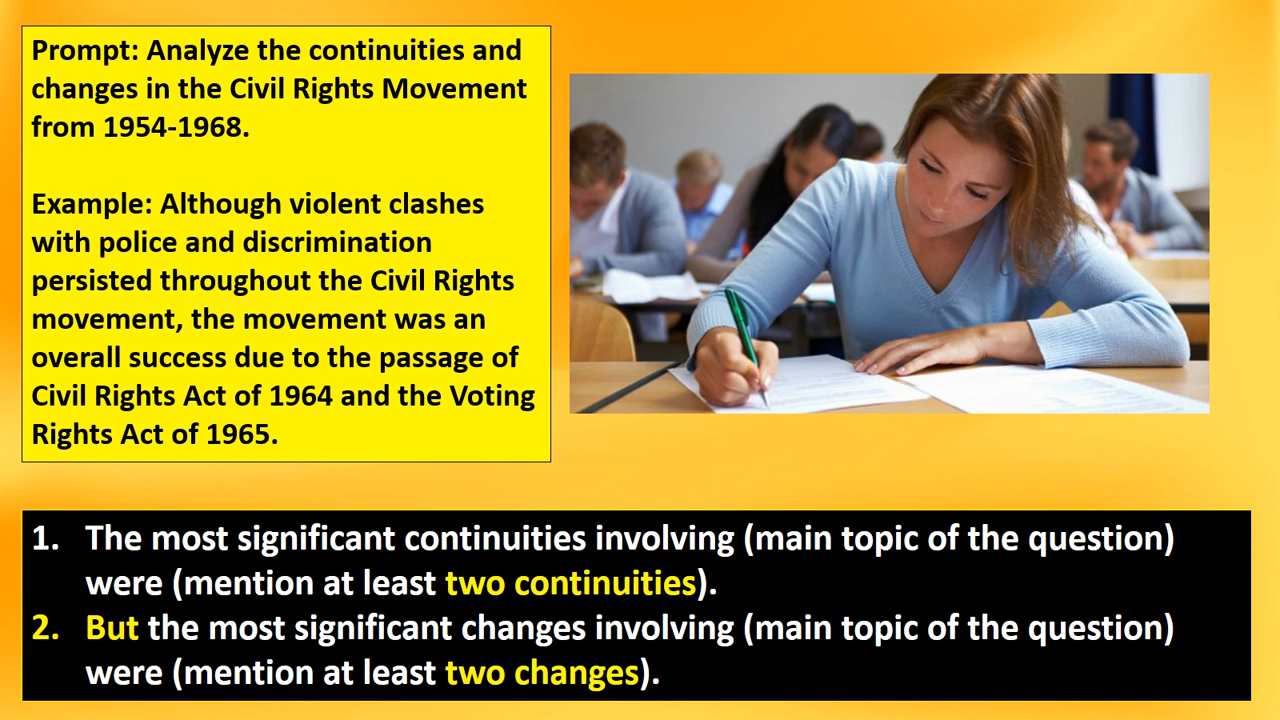 Prompt: Analyze the continuities and
changes in the Civil Rights Movement
from 1954-1968.
Example: Although violent clashes
with police and discrimination
persisted throughout the Civil Rights
movement, the movement was an
overall success due to the passage of
Civil Rights Act of 1964 and the Voting
Rights Act of 1965.
1. The most significant continuities involving (main topic of the question)
were (mention at least two continuities).
2. But the most significant changes involving (main topic of the question)
were (mention at least two changes).